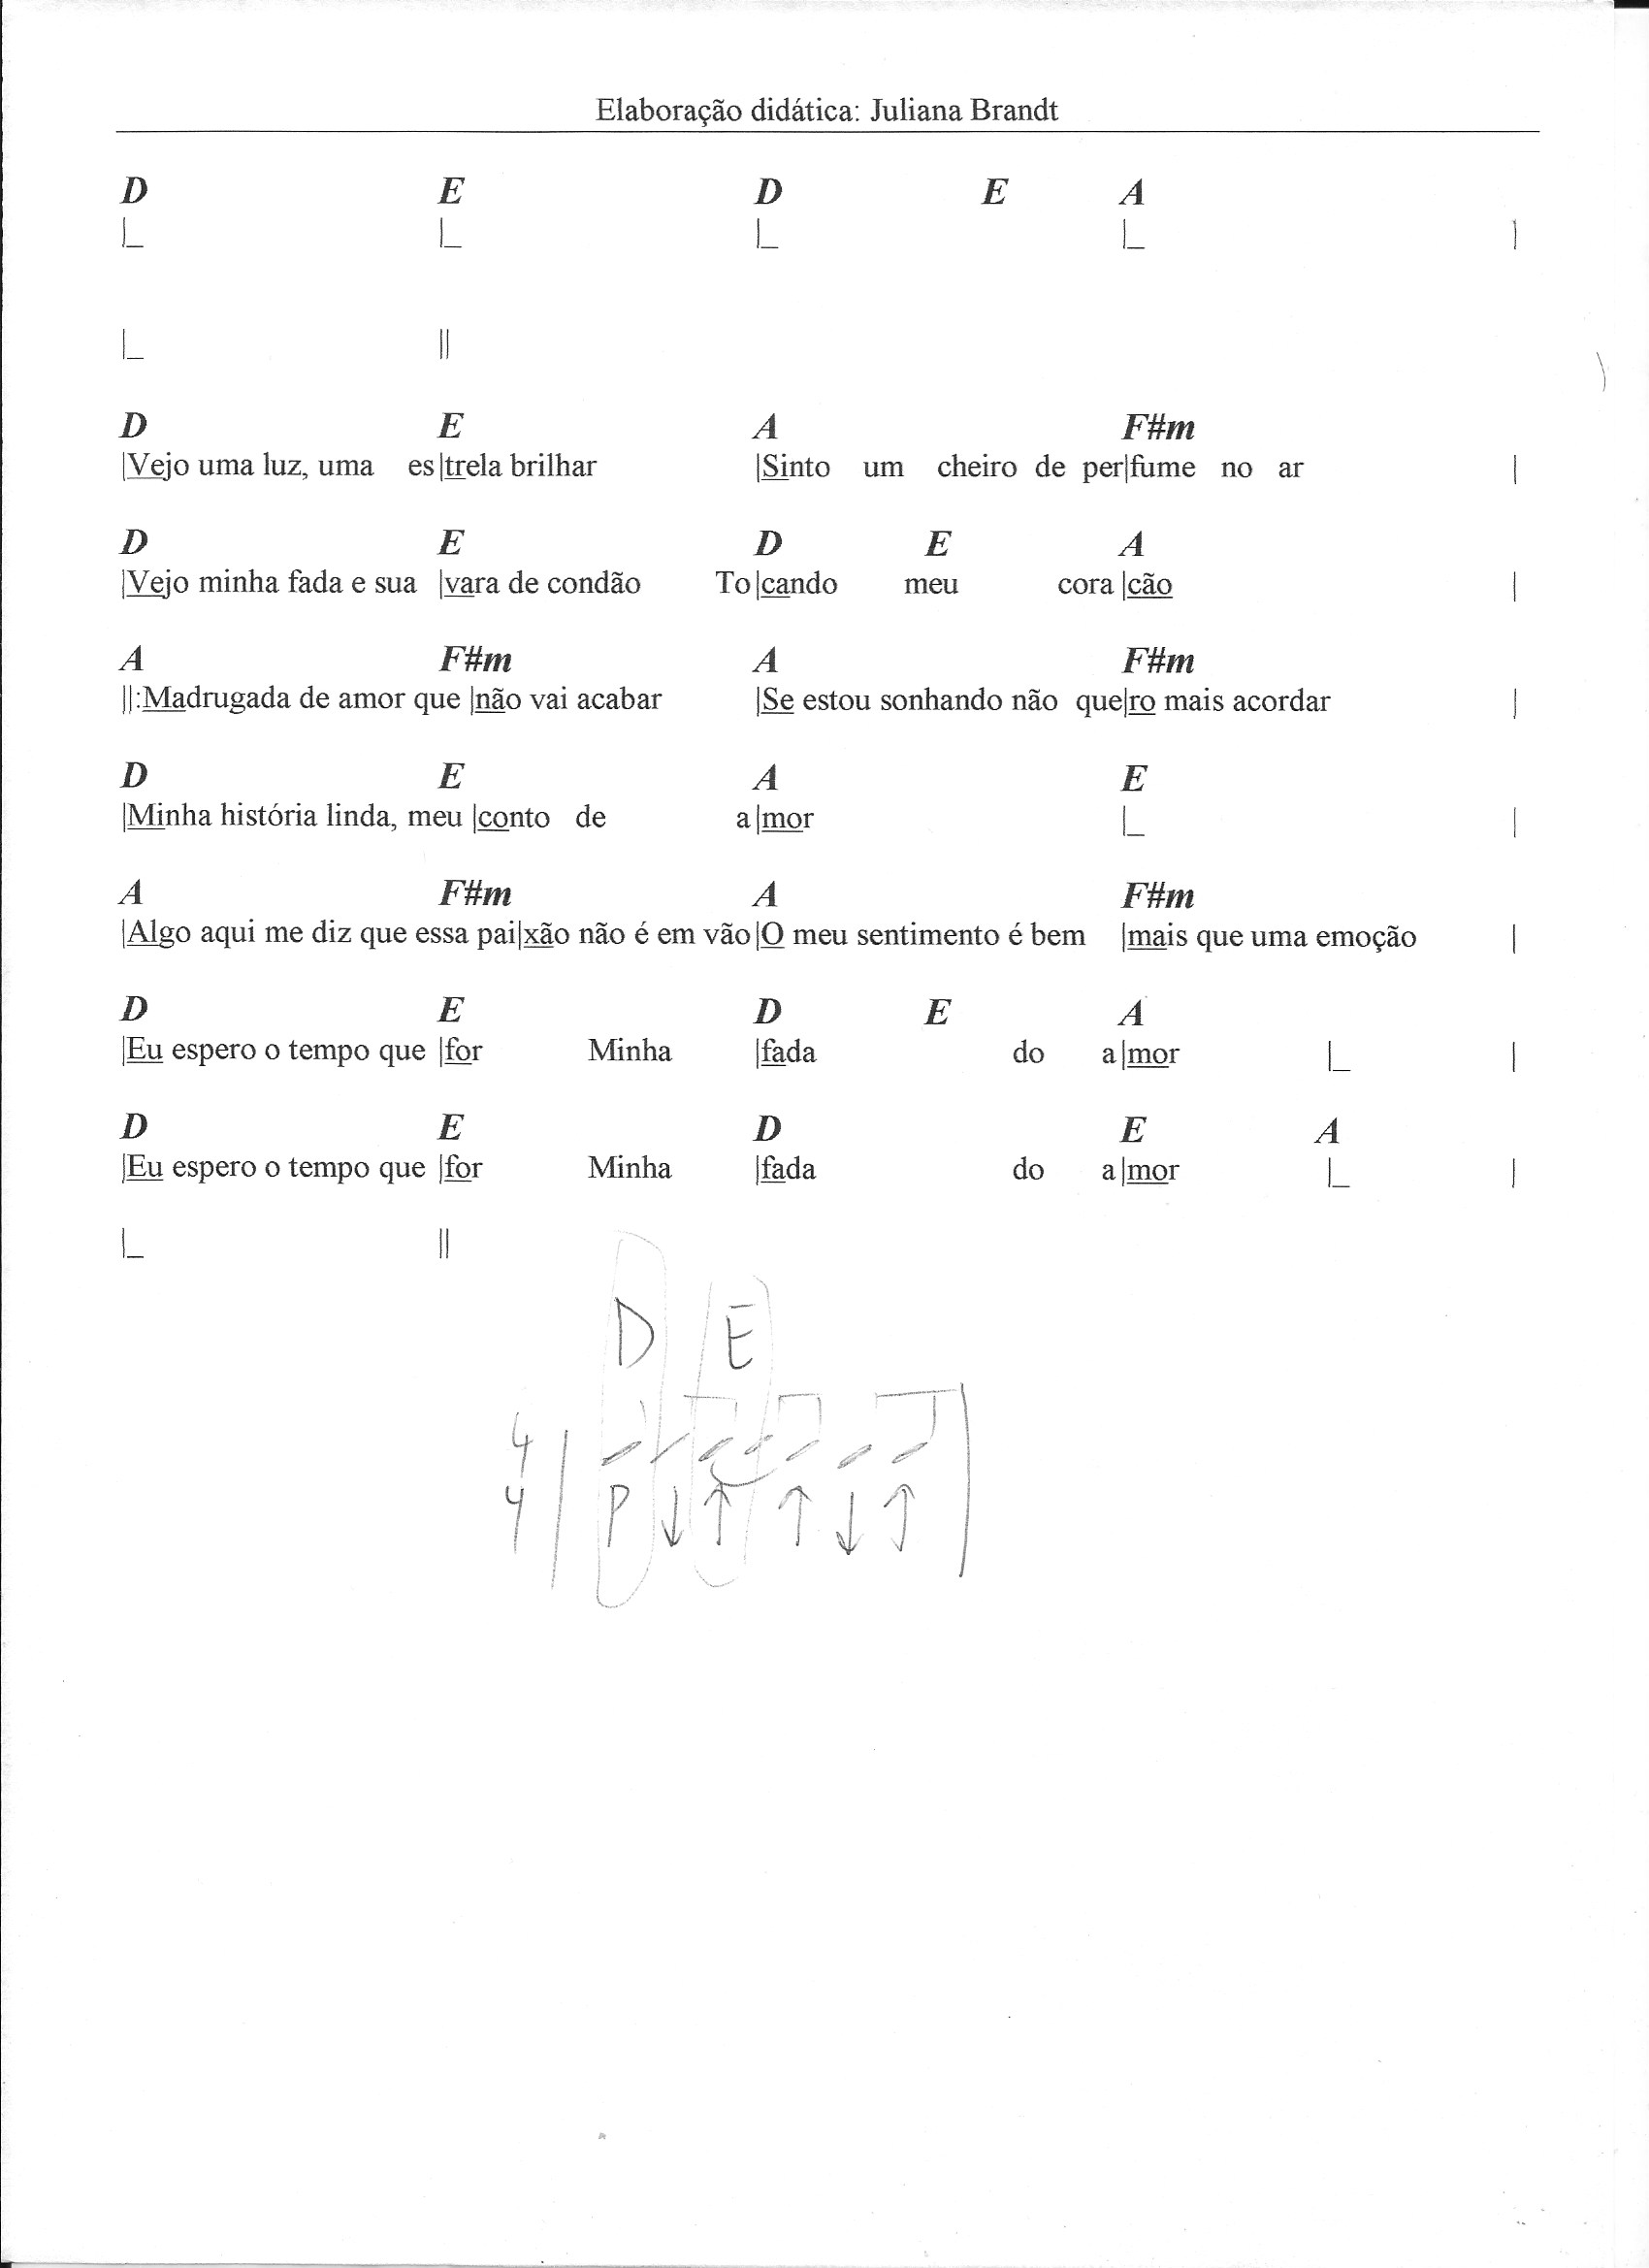 Elaboração didática: Juliana Brandt
D E D E A
|_ |_ |_ |_ |
|_ ||
D E A F#m
|Vejo uma luz, uma es|trela brilhar |Sinto um cheiro de per|fume no ar |
D E D E A
|Vejo minha fada e sua |vara de condão To|cando meu cora|cão |
A F#m A F#m
||:Madrugada de amor que |não vai acabar |Se estou sonhando não que|ro mais acordar |
D E A E
|Minha história linda, meu |conto de a|mor |_ |
A F#m A F#m
|Algo aqui me diz que essa pai|xão não é em vão |O meu sentimento é bem |mais que uma emoção |
D E D E A
|Eu espero o tempo que |for Minha |fada do a|mor |_ |
D E D E A
|Eu espero o tempo que |for Minha |fada do a|mor |_ |
|_ ||
D E
4
4 | P ↓ ↑ ↑ ↓ ↑ |